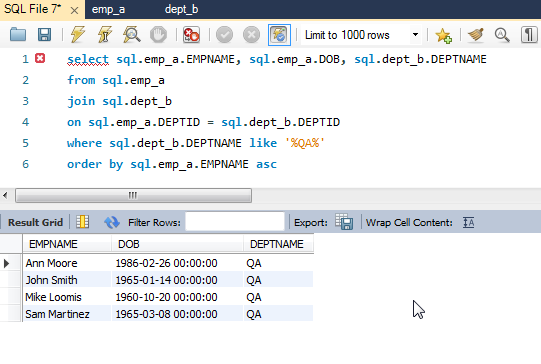 SQL File 7* × emp_a dept_b
Limit to 1000 rows
1 select sql.emp_a.EMPNAME, sql.emp_a.DOB, sql.dept_b.DEPTNAME
2 from sql.emp_a
3 join sql.dept_b
4 on sql.emp_a.DEPTID = sql.dept_b.DEPTID
5 where sql.dept_b.DEPTNAME like '%QA%'
6 order by sql.emp_a.EMPNAME asc
Result Grid Filter Rows: Export: Wrap Cell Content: IA
EMPNAME DOB DEPTNAME
Ann Moore 1986-02-26 00:00:00 QA
John Smith 1965-01-14 00:00:00 QA
Mike Loomis 1960-10-20 00:00:00 QA
Sam Martinez 1965-03-08 00:00:00 QA